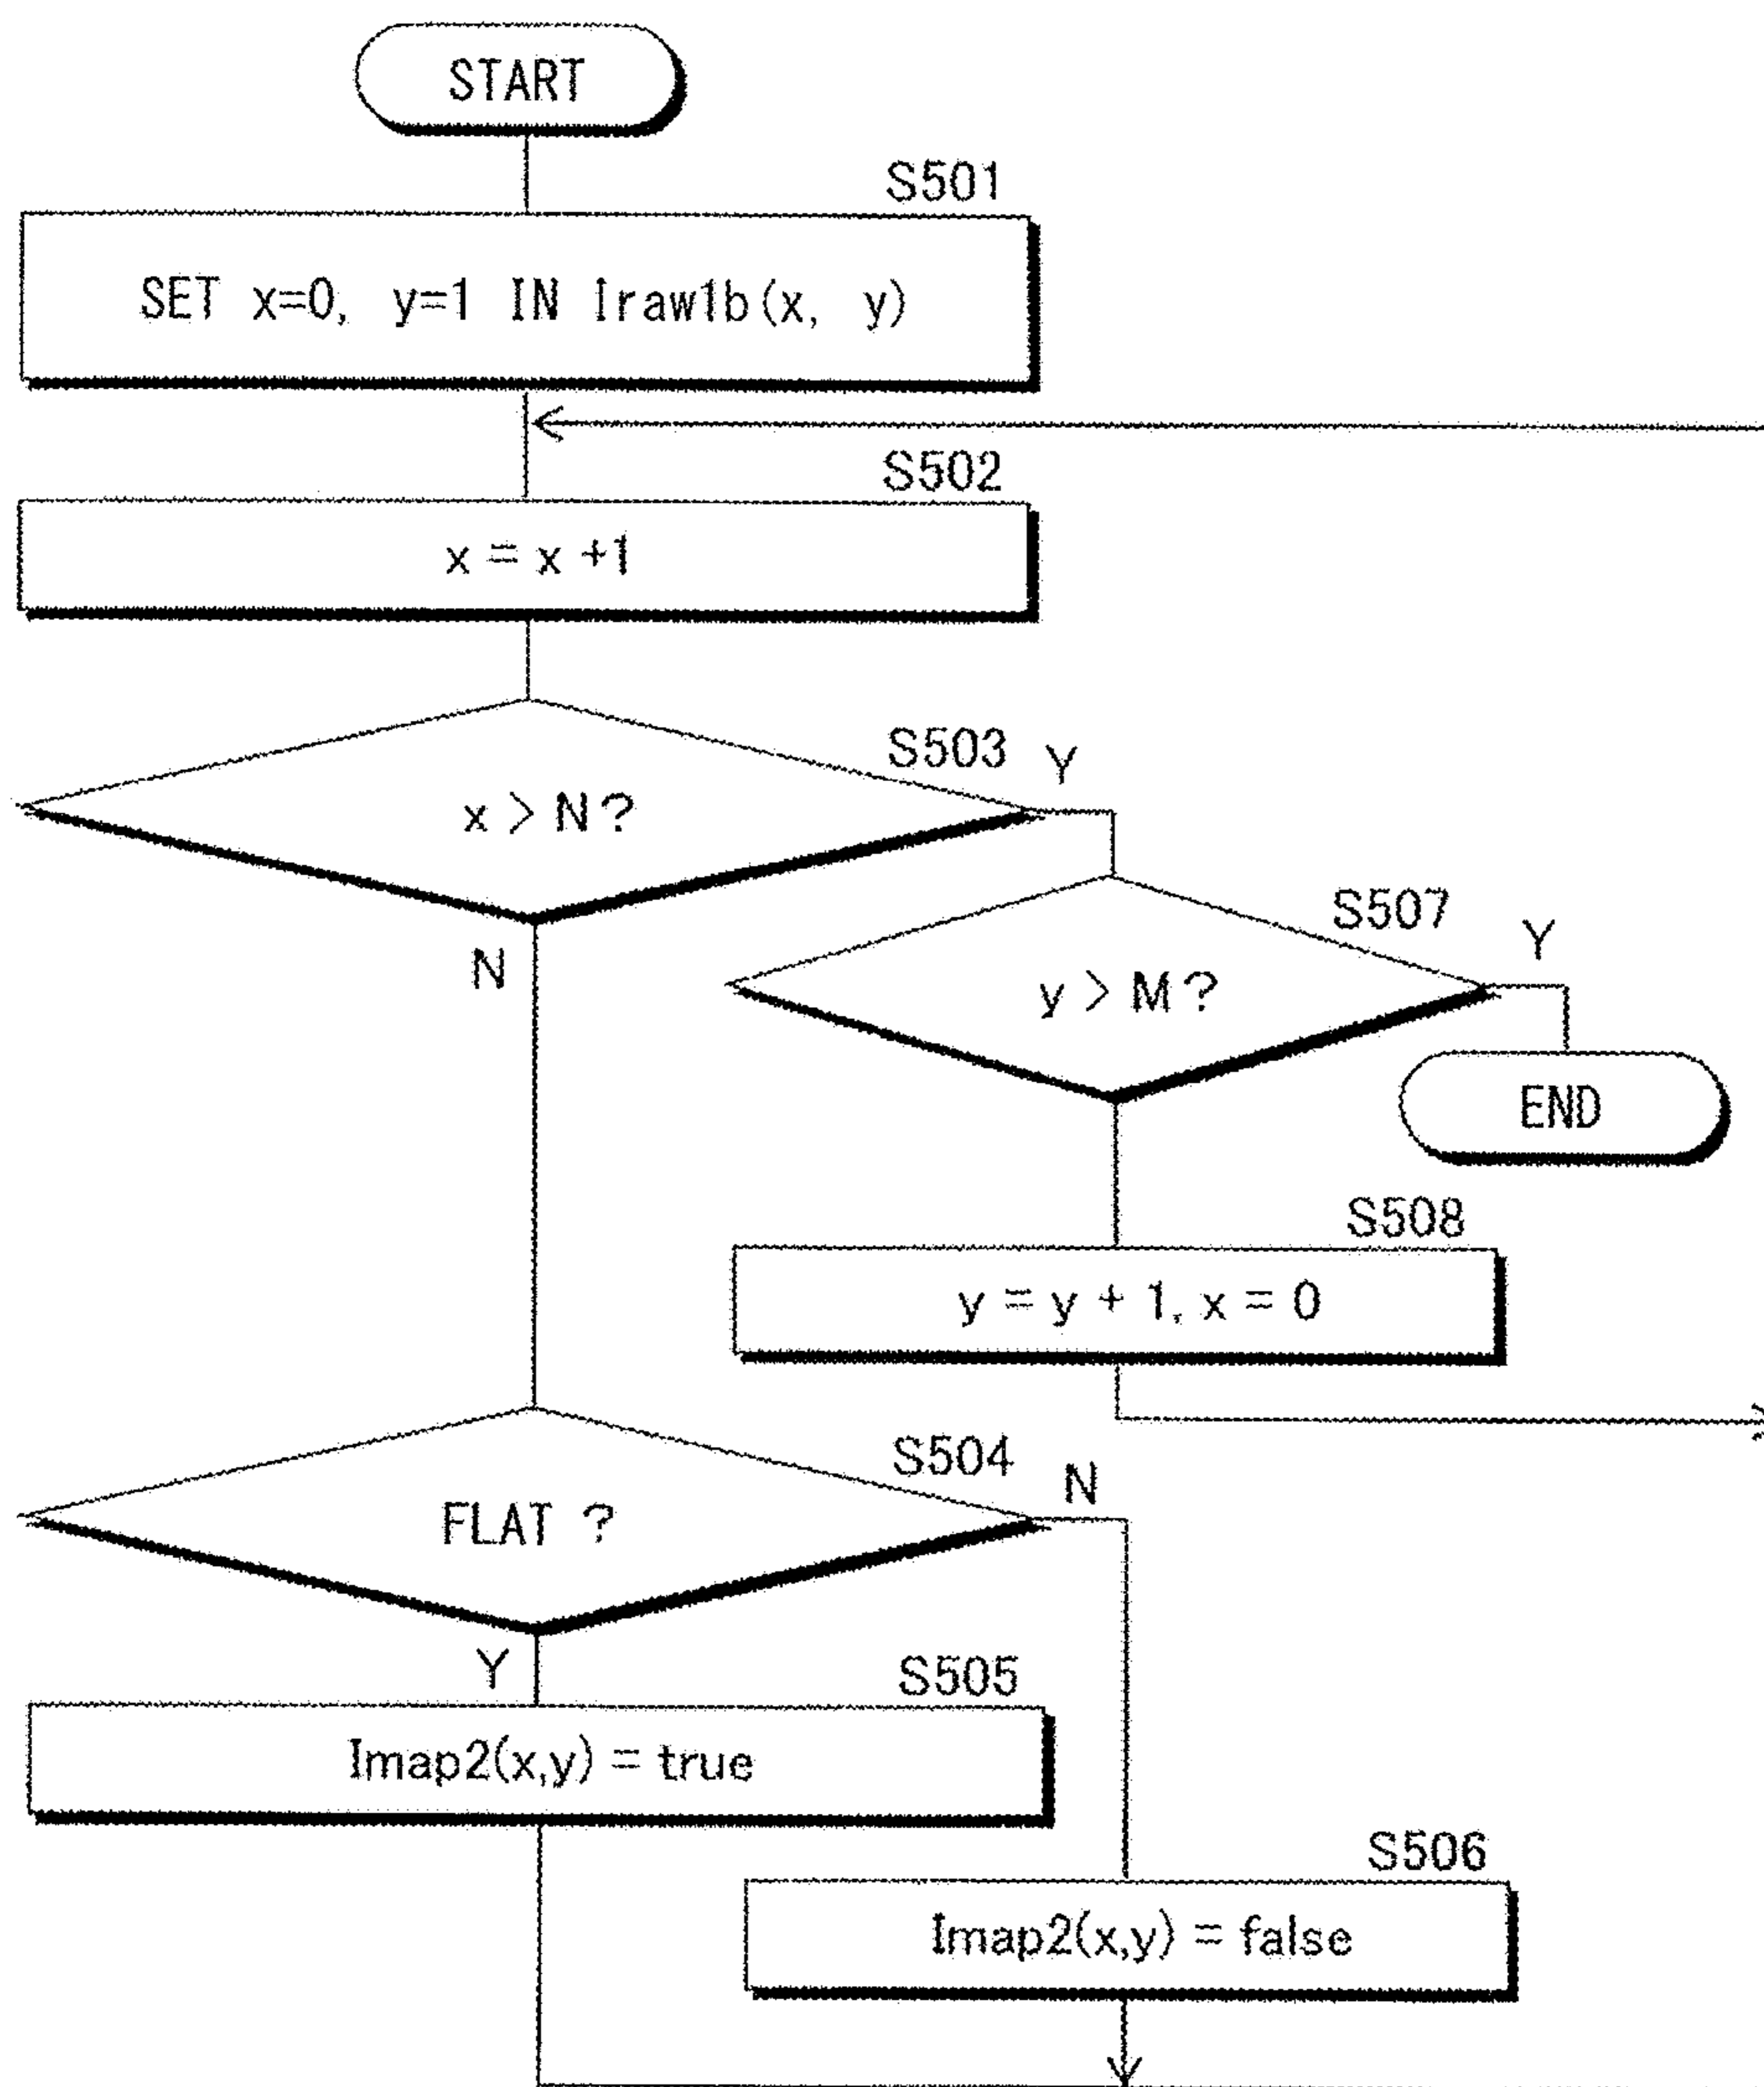 START
S501
SET x=0, y=1 IN Iraw1b(x, y)
S502
x = x +1
S503
Y
x > N ?
N
S507
Y
y > M ?
END
S508
y = y + 1, x = 0
S504
N
FLAT ?
Y
S505
Imap2(x,y) = true
S506
Imap2(x,y) = false